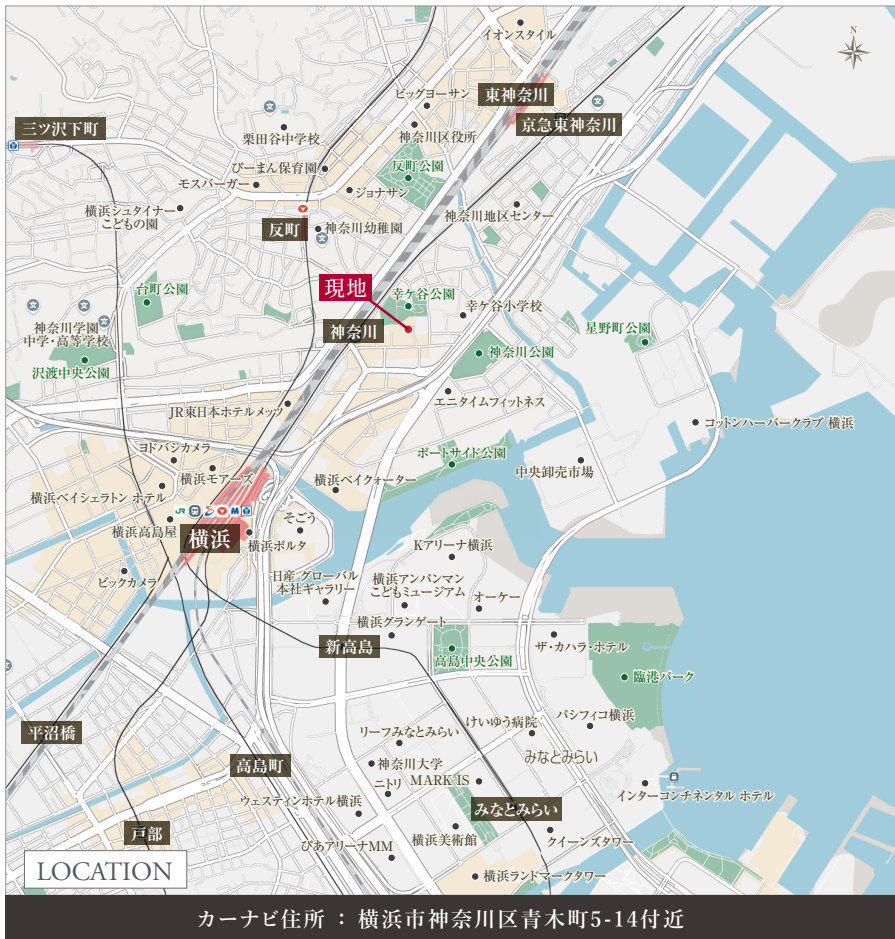 イオンスタイル
N
ビッグヨーサン
東神奈川
三ツ沢下町
栗田谷中学校
神奈川区役所
京急東神奈川
ぴーまん保育園
反町公園
モスバーガー
ジョナサン
横浜シュタイナー
こどもの園
反町
神奈川幼稚園
神奈川地区センター
台町公園
現地
幸ケ谷公園
幸ケ谷小学校
神奈川学園
中学・高等学校
神奈川
星野町公園
沢渡中央公園
神奈川公園
JR東日本ホテルメッツ
エニタイムフィットネス
コットンハーバークラブ 横浜
ヨドバシカメラ
横浜モアーズ
ポートサイド公園
中央卸売市場
横浜ベイシェラトン ホテル
横浜ベイクォーター
JR
M
横浜高島屋
横浜
そごう
横浜ポルタ
Kアリーナ横浜
ビックカメラ
日産 グローバル
本社ギャラリー
横浜アンパンマン
こどもミュージアム
オーケー
横浜グランゲート
新高島
高島中央公園
ザ・カハラ・ホテル
臨港パーク
平沼橋
リーフみなとみらい
けいゆう病院
パシフィコ横浜
高島町
神奈川大学
みなとみらい
ニトリ
MARK IS
インターコンチネンタル ホテル
ウェスティンホテル横浜
みなとみらい
戸部
ぴあアリーナMM
横浜美術館
クイーンズタワー
LOCATION
横浜ランドマークタワー
カーナビ住所 : 横浜市神奈川区青木町5-14付近